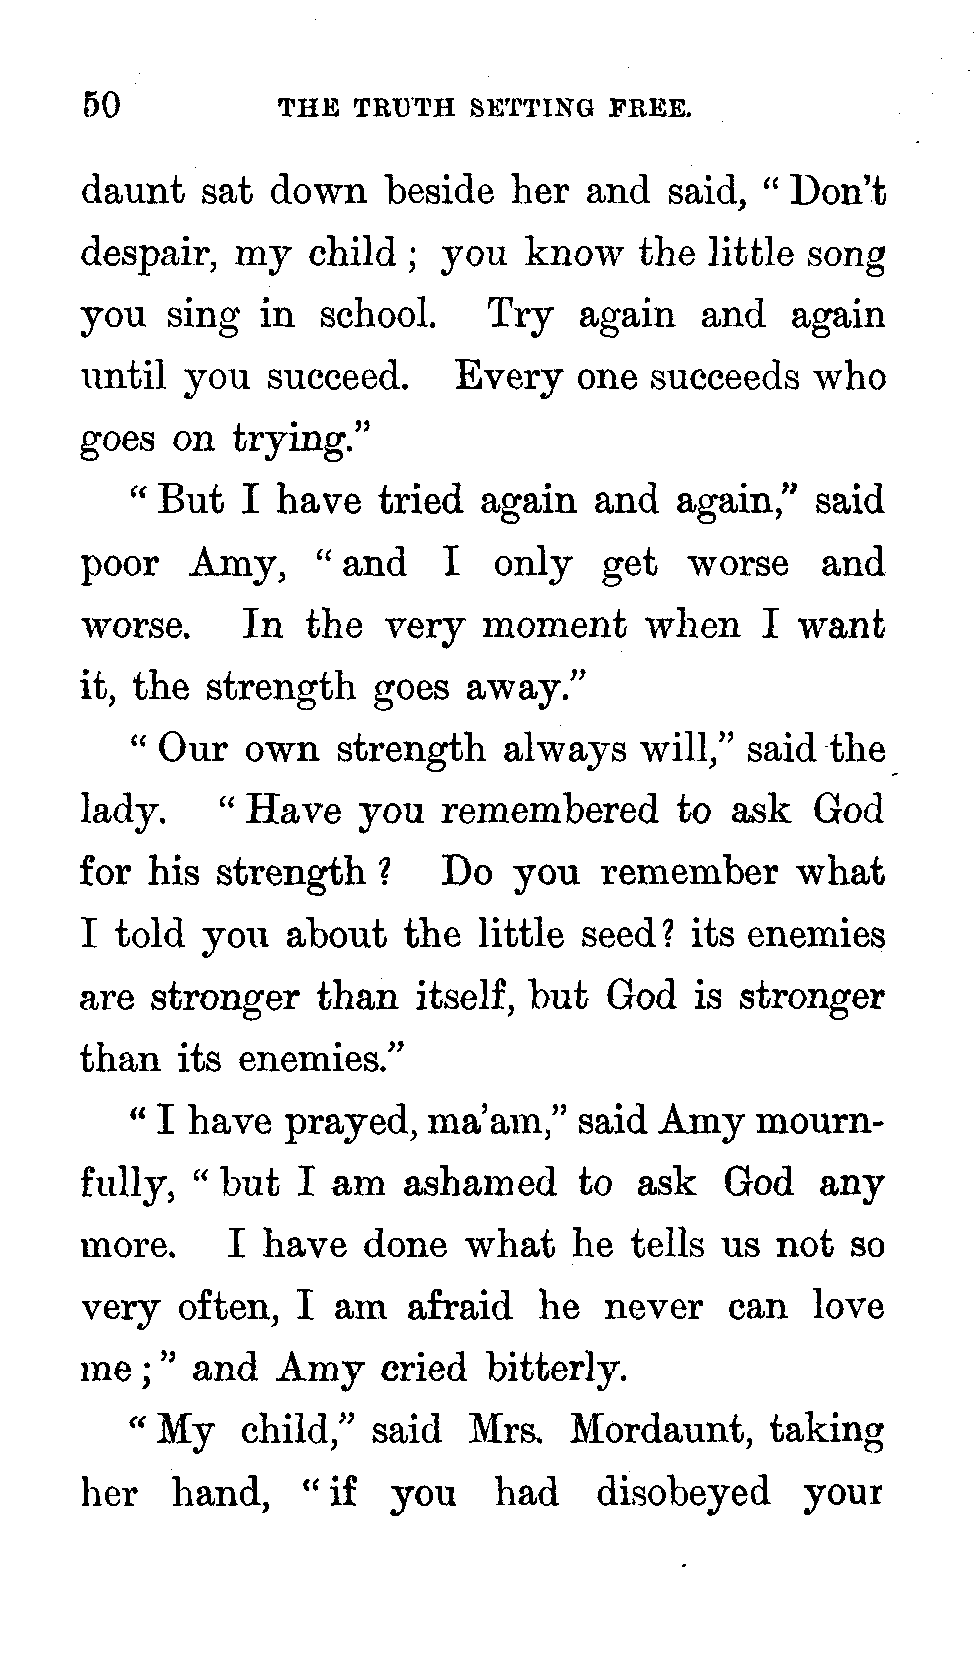 50 THE TRUTH SETTING FREE.
daunt sat down beside her and said, “ Don’t
despair, my child ; you know the little song
you sing in school. Try again and again
until you succeed. Every one succeeds who
goes on trying.”
“ But I have tried again and again,” said
poor Amy, “ and I only get worse and
worse. In the very moment when I want
it, the strength goes away.”
“ Our own strength always will,” said the
lady. “ Have you remembered to ask God
for his strength ? Do you remember what
I told you about the little seed? its enemies
are stronger than itself, but God is stronger
than its enemies.”
“ I have prayed, ma’am,” said Amy mourn-
fully, “ but I am ashamed to ask God any
more. I have done what he tells us not so
very often, I am afraid he never can love
me ; ” and Amy cried bitterly.
“ My child,” said Mrs. Mordaunt, taking
her hand, “ if you had disobeyed your